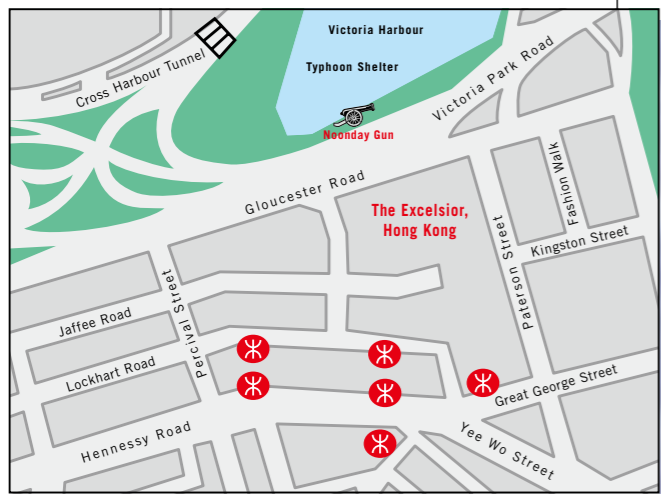 Victoria Harbour
Typhoon Shelter
Cross Harbour Tunnel
Victoria Park Road
Noonday Gun
Gloucester Road
The Excelsior,
Hong Kong
Fashion Walk
Kingston Street
Paterson Street
Percival Street
Jaffee Road
Lockhart Road
Great George Street
Hennessy Road
Yee Wo Street